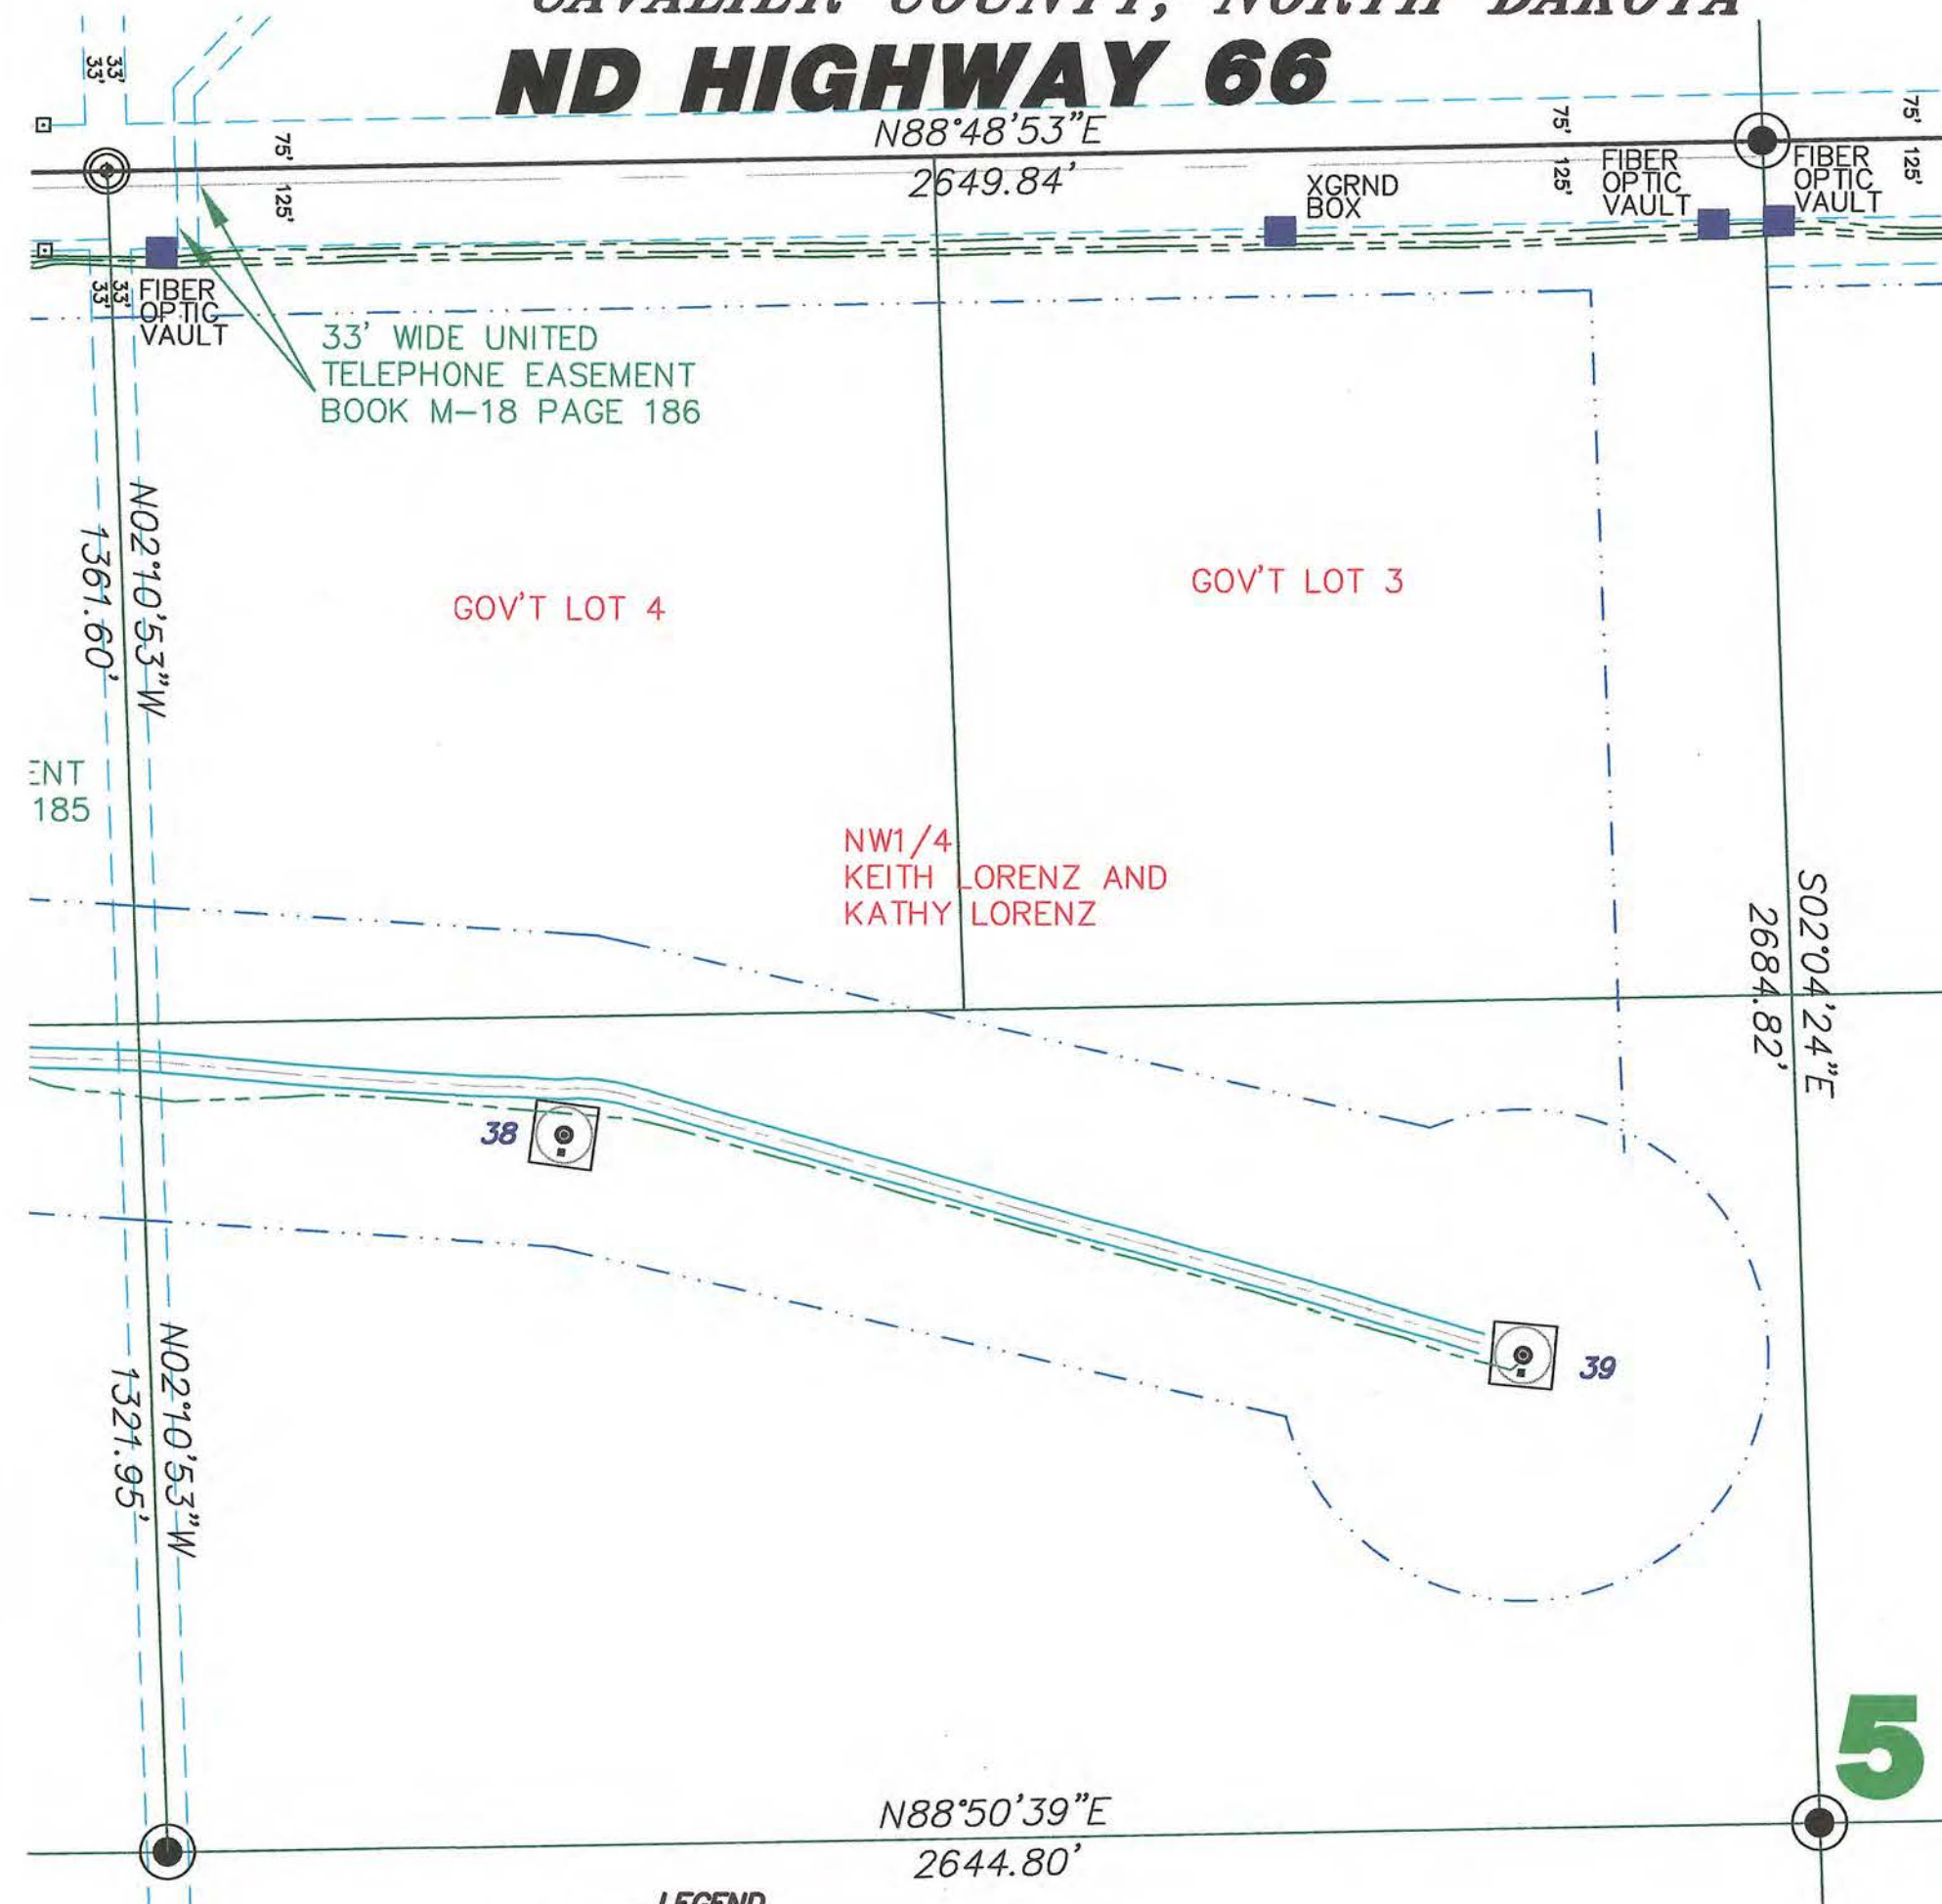 CAVALIER COUNTY, NORTH DAKOTA
ND HIGHWAY 66
33'
33'
N88°48'53"E
2649.84'
75'
125'
75'
125'
75'
125'
XGRND
BOX
FIBER
OPTIC
VAULT
FIBER
OPTIC
VAULT
33'
33'
FIBER
OPTIC
VAULT
33' WIDE UNITED
TELEPHONE EASEMENT
BOOK M-18 PAGE 186
N02°10'53"W
1361.60'
GOV'T LOT 4
GOV'T LOT 3
185
NW1/4
KEITH LORENZ AND
KATHY LORENZ
S02°04'24"E
2684.82'
38
39
N02°10'53"W
1321.95'
5
N88°50'39"E
2644.80'
LEGEND